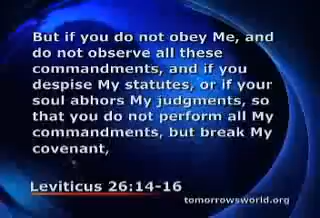 But if you do not obey Me, and
do not observe all these
commandments, and if you
despise My statutes, or if your
soul abhors My judgments, so
that you do not perform all My
commandments, but break My
covenant,
Leviticus 26:14-16
tomorrowsworld.org